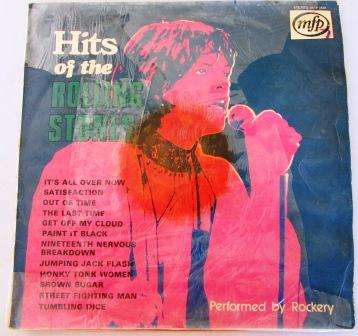 mfp
Hits
of the
ROLLING
STONES
IT'S ALL OVER NOW
SATISFACTION
OUT OF TIME
THE LAST TIME
GET OFF MY CLOUD
PAINT IT BLACK
NINETEENTH NERVOUS
BREAKDOWN
JUMPING JACK FLASH
HONKY TONK WOMEN
BROWN SUGAR
STREET FIGHTING MAN
TUMBLING DICE
Performed by Rockery